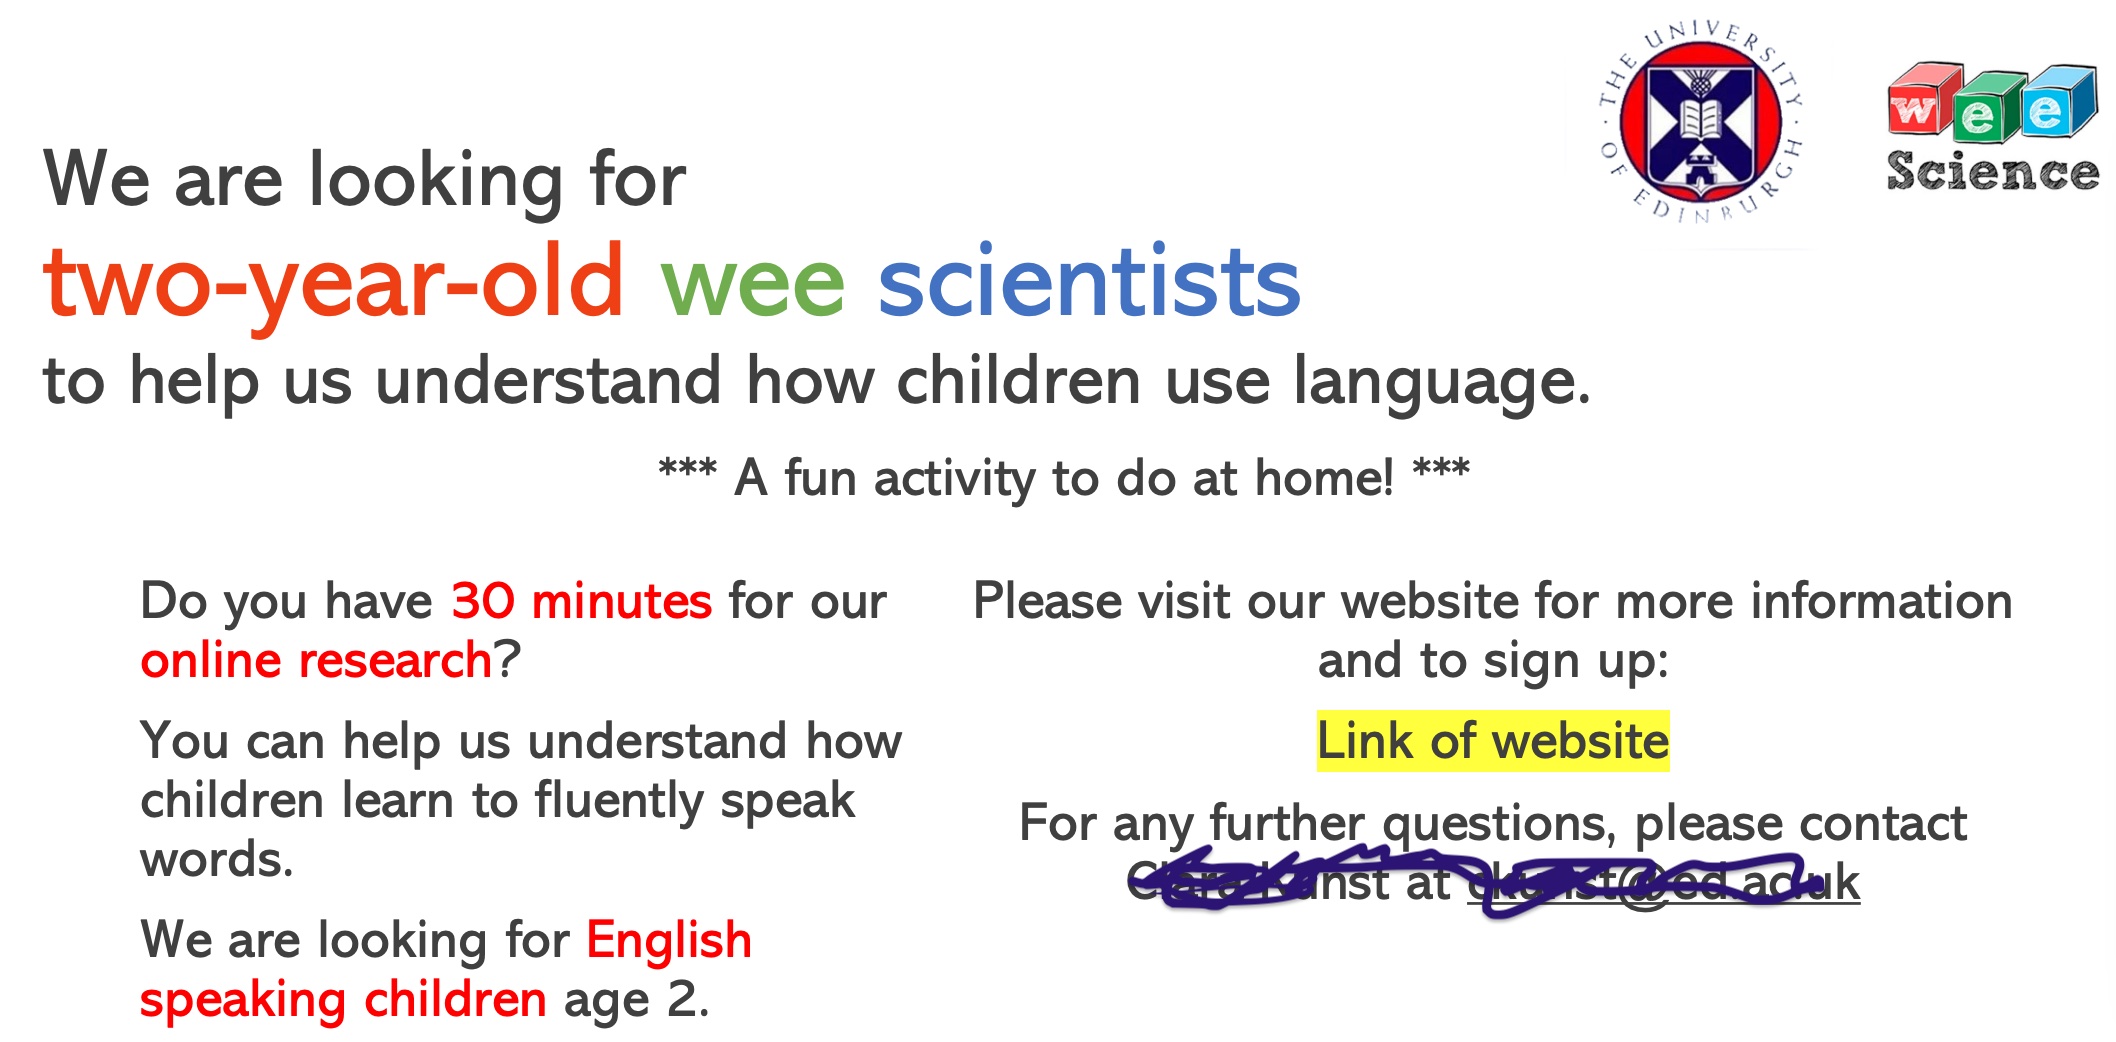 THE UNIVERSITY OF EDINBURGH
wee
Science
We are looking for
two-year-old wee scientists
to help us understand how children use language.
*** A fun activity to do at home! ***
Do you have 30 minutes for our
online research?
You can help us understand how
children learn to fluently speak
words.
We are looking for English
speaking children age 2.
Please visit our website for more information
and to sign up:
Link of website
For any further questions, please contact
at